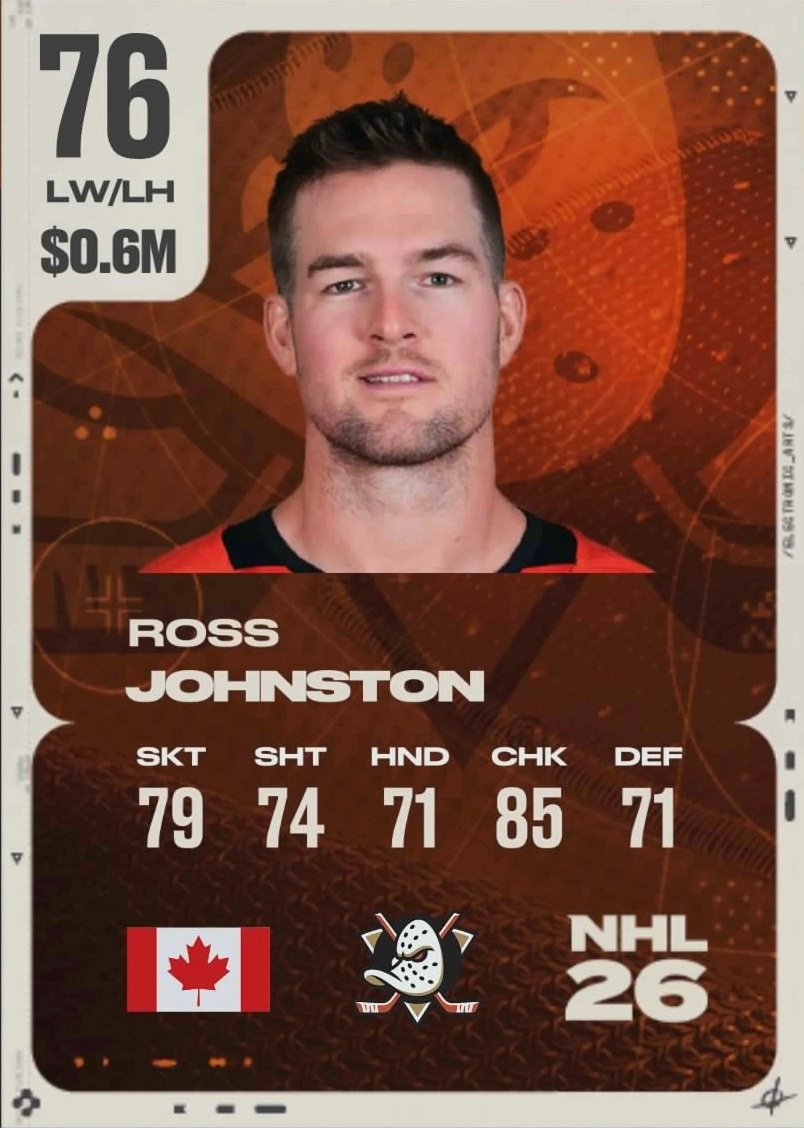 76
LW/LH
$0.6M
ROSS
JOHNSTON
SKT SHT HND CHK DEF
79 74 71 85 71
NHL
26